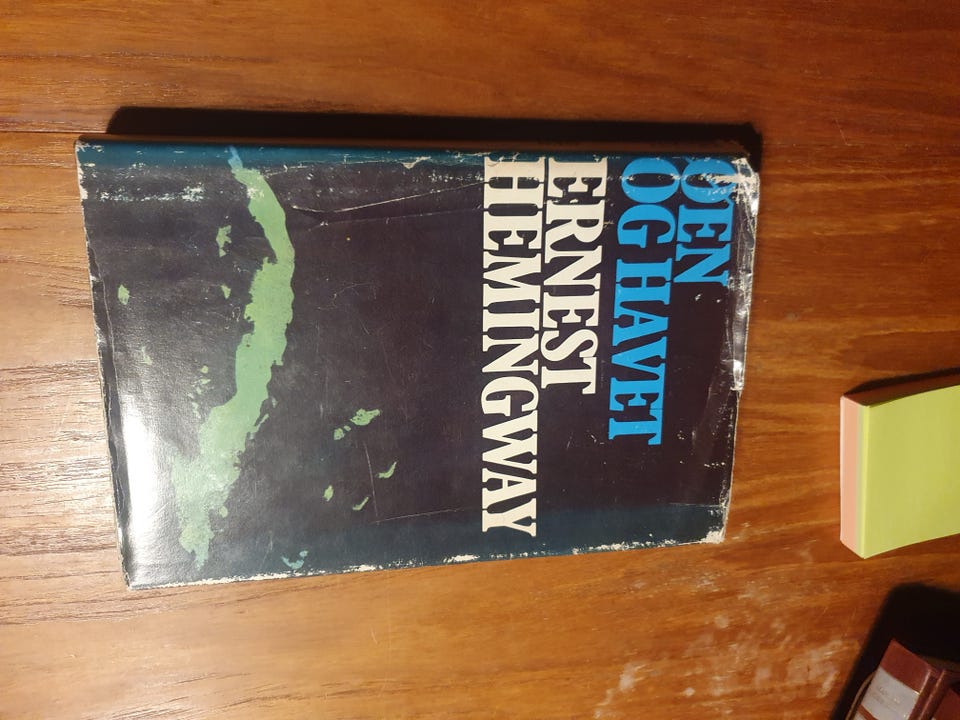 ØEN
OG HAVET
ERNEST
HEMINGWAY